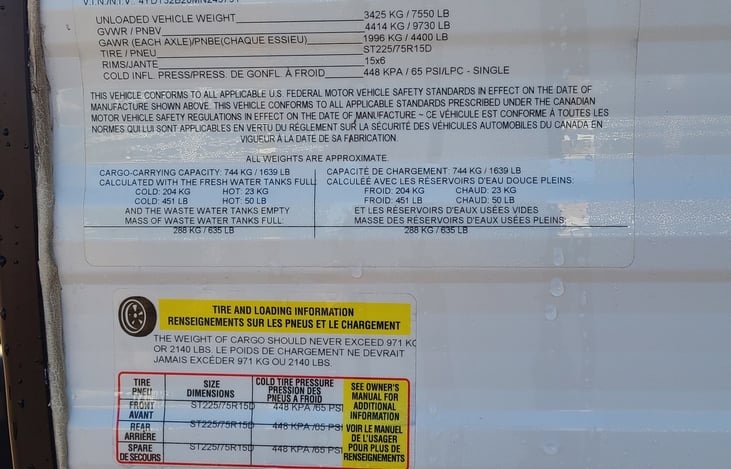 V.I.N./N.I.V.: 4YDT32B20MN245751
UNLOADED VEHICLE WEIGHT 3425 KG / 7550 LB
GVWR / PNBV 4414 KG / 9730 LB
GAWR (EACH AXLE)/PNBE(CHAQUE ESSIEU) 1996 KG / 4400 LB
TIRE / PNEU ST225/75R15D
RIMS/JANTE 15x6
COLD INFL. PRESS/PRESS. DE GONFL. À FROID 448 KPA / 65 PSI/LPC - SINGLE
THIS VEHICLE CONFORMS TO ALL APPLICABLE U.S. FEDERAL MOTOR VEHICLE SAFETY STANDARDS IN EFFECT ON THE DATE OF
MANUFACTURE SHOWN ABOVE. THIS VEHICLE CONFORMS TO ALL APPLICABLE STANDARDS PRESCRIBED UNDER THE CANADIAN
MOTOR VEHICLE SAFETY REGULATIONS IN EFFECT ON THE DATE OF MANUFACTURE ~ CE VÉHICULE EST CONFORME À TOUTES LES
NORMES QUI LUI SONT APPLICABLES EN VERTU DU RÈGLEMENT SUR LA SÉCURITÉ DES VÉHICULES AUTOMOBILES DU CANADA EN
VIGUEUR À LA DATE DE SA FABRICATION.
ALL WEIGHTS ARE APPROXIMATE.
CARGO-CARRYING CAPACITY: 744 KG / 1639 LB
CALCULATED WITH THE FRESH WATER TANKS FULL:
COLD: 204 KG HOT: 23 KG
COLD: 451 LB HOT: 50 LB
AND THE WASTE WATER TANKS EMPTY
MASS OF WASTE WATER TANKS FULL:
288 KG / 635 LB
CAPACITÉ DE CHARGEMENT: 744 KG / 1639 LB
CALCULÉE AVEC LES RÉSERVOIRS D'EAU DOUCE PLEINS:
FROID: 204 KG CHAUD: 23 KG
FROID: 451 LB CHAUD: 50 LB
ET LES RÉSERVOIRS D'EAUX USÉES VIDES
MASSE DES RÉSERVOIRS D'EAUX USÉES PLEINS:
288 KG / 635 LB
TIRE AND LOADING INFORMATION
RENSEIGNEMENTS SUR LES PNEUS ET LE CHARGEMENT
THE WEIGHT OF CARGO SHOULD NEVER EXCEED 971 KG
OR 2140 LBS. LE POIDS DE CHARGEMENT NE DEVRAIT
JAMAIS EXCÉDER 971 KG OU 2140 LBS.
TIRE
PNEU
SIZE
DIMENSIONS
COLD TIRE PRESSURE
PRESSION DES
PNEUS A FROID
FRONT
AVANT
ST225/75R15D 448 KPA /65 PSI
REAR
ARRIÈRE
ST225/75R15D 448 KPA /65 PSI
SPARE
DE SECOURS
ST225/75R15D 448 KPA /65 PSI
SEE OWNER'S
MANUAL FOR
ADDITIONAL
INFORMATION
VOIR LE MANUEL
DE L'USAGER
POUR PLUS DE
RENSEIGNEMENTS